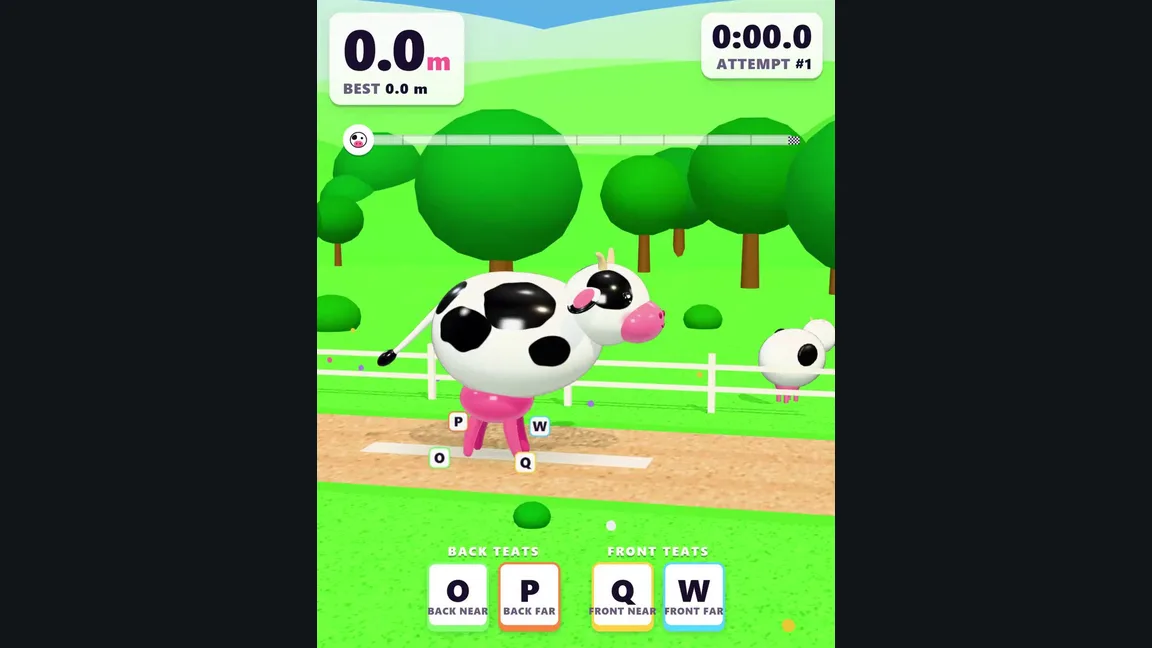 0.0m
BEST 0.0 m
0:00.0
ATTEMPT #1
P
W
O
Q
BACK TEATS
FRONT TEATS
O
BACK NEAR
P
BACK FAR
Q
FRONT NEAR
W
FRONT FAR